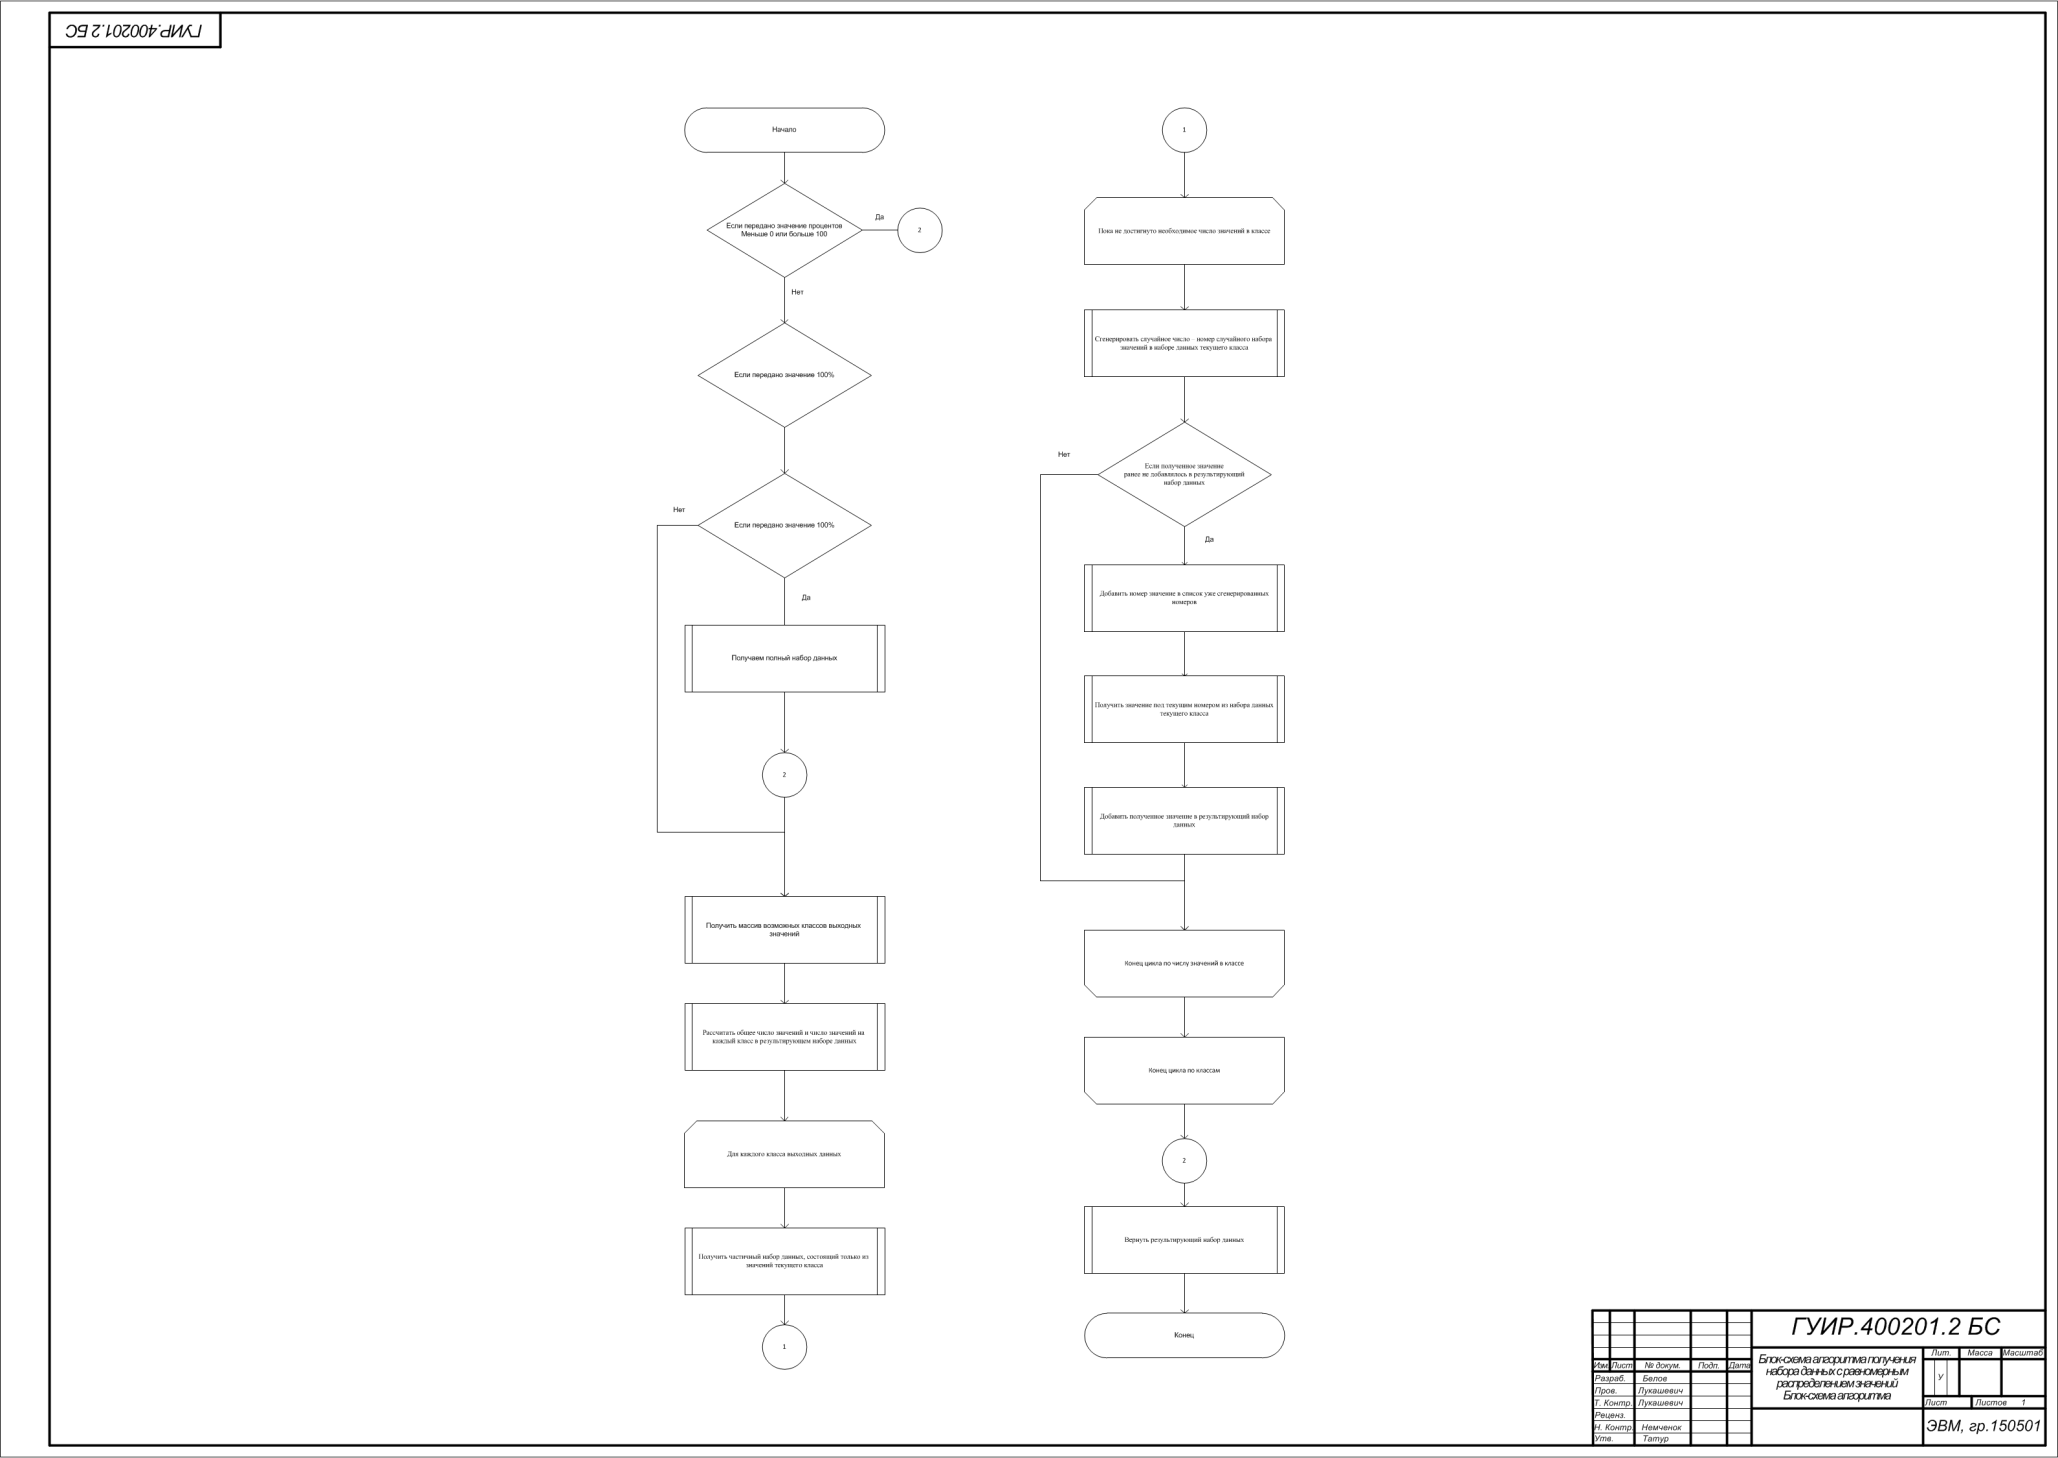 ГУИР.400201.2 БС
Начало
Если передано значение процентов
Меньше 0 или больше 100
Да
2
Нет
Если передано значение 100%
Если передано значение 100%
Нет
Да
Получаем полный набор данных
2
Получить массив возможных классов выходных
значений
Рассчитать общее число значений и число значений на
каждый класс в результирующем наборе данных
Для каждого класса выходных данных
Получить частичный набор данных, состоящий только из
значений текущего класса
1
1
Пока не достигнуто необходимое число значений в классе
Сгенерировать случайное число номер случайного набора
значений в наборе данных текущего класса
Если полученное значение
ранее не добавлялось в результирующий
набор данных
Нет
Да
Добавить номер значение в список уже сгенерированных
номеров
Получить значение под текущим номером из набора данных
текущего класса
Добавить полученное значение в результирующий набор
данных
Конец цикла по числу значений в классе
Конец цикла по классам
2
Вернуть результирующий набор данных
Конец
ГУИР.400201.2 БС
Изм. Лист № докум. Подп. Дата
Разраб. Белов
Пров. Лукашевич
Т. Контр. Лукашевич
Реценз.
Н. Контр. Немченок
Утв. Татур
Блок-схема алгоритма получения
набора данных с равномерным
распределением значений
Блок-схема алгоритма
Лит. Масса Масштаб
У
Лист Листов 1
ЭВМ, гр.150501